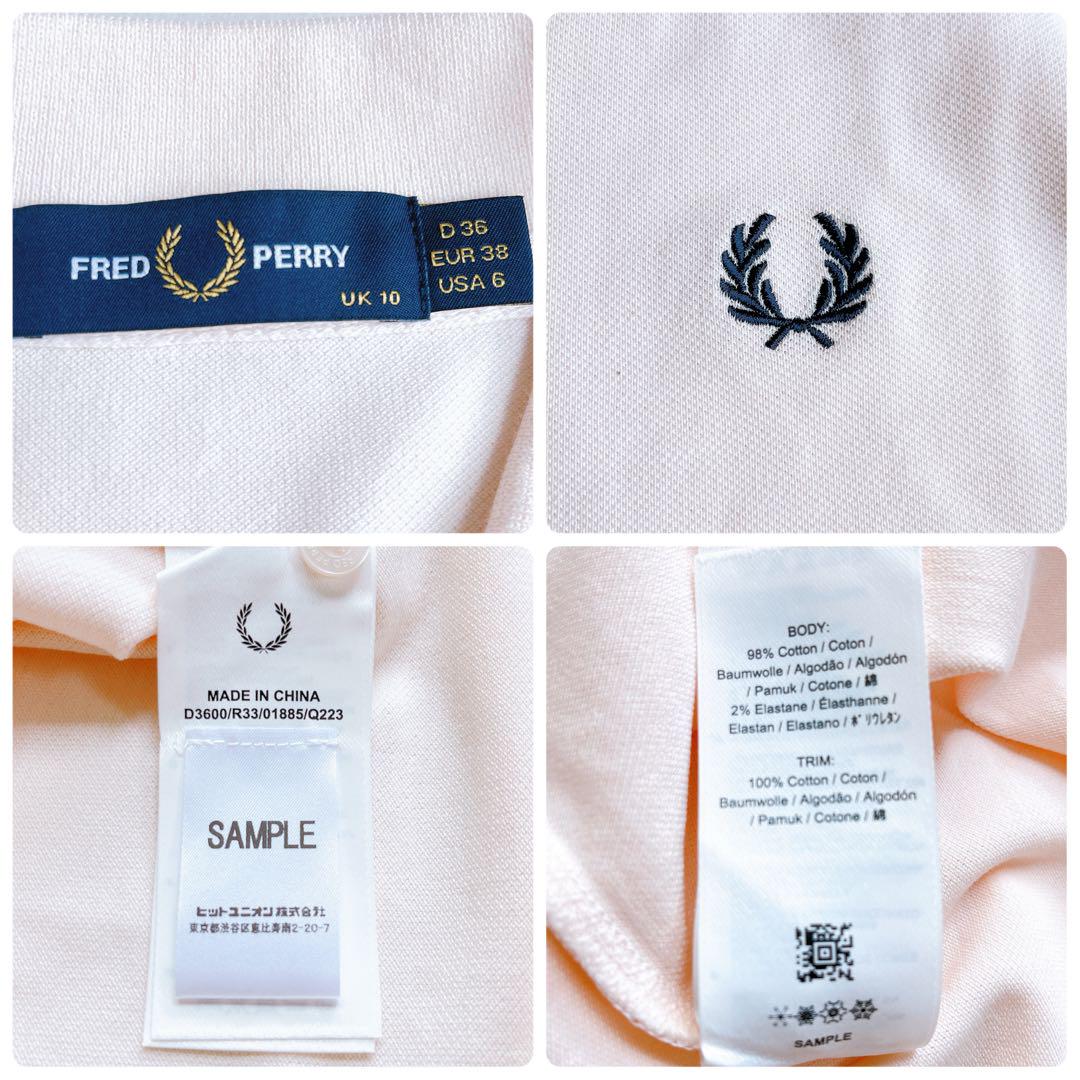 FRED PERRY
UK 10
D 36
EUR 38
USA 6
MADE IN CHINA
D3600/R33/01885/Q223
SAMPLE
ヒットユニオン株式会社
東京都渋谷区恵比寿南2-20-7
BODY:
98% Cotton / Coton /
Baumwolle / Algodão / Algodón
/ Pamuk / Cotone / 綿
2% Elastane / Élasthanne /
Elastan / Elastano / ポリウレタン
TRIM:
100% Cotton / Coton /
Baumwolle / Algodão / Algodón
/ Pamuk / Cotone / 綿
SAMPLE